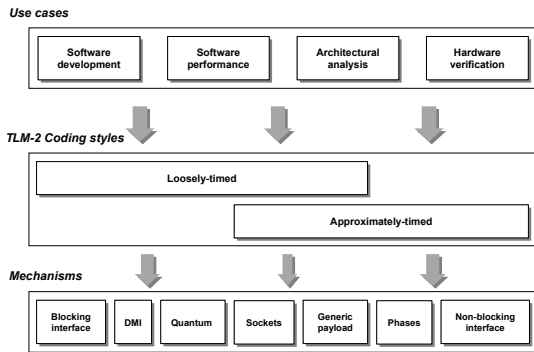 Use cases
Software
development
Software
performance
Architectural
analysis
Hardware
verification
TLM-2 Coding styles
Loosely-timed
Approximately-timed
Mechanisms
Blocking
interface
DMI
Quantum
Sockets
Generic
payload
Phases
Non-blocking
interface